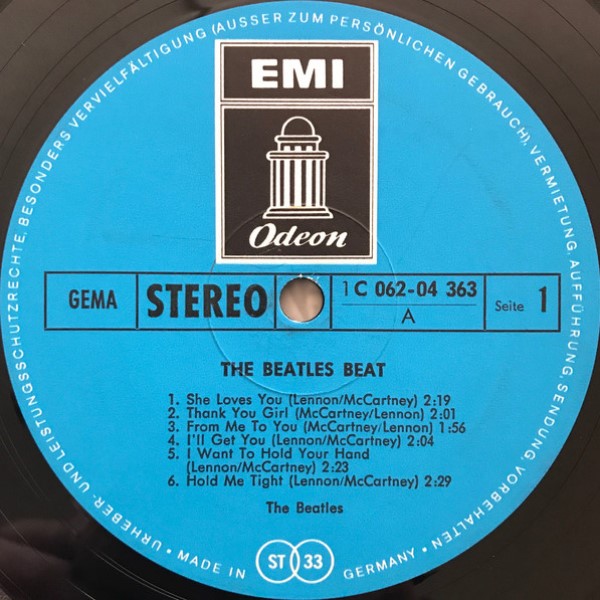 URHEBER- UND LEISTUNGSSCHUTZRECHTE, BESONDERS VERVIELFÄLTIGUNG (AUSSER ZUM PERSÖNLICHEN GEBRAUCH), VERMIETUNG, AUFFÜHRUNG, SENDUNG VORBEHALTEN
EMI
Odeon
GEMA STEREO 1C 062-04 363 Seite 1
A
THE BEATLES BEAT
1. She Loves You (Lennon/McCartney) 2:19
2. Thank You Girl (McCartney/Lennon) 2:01
3. From Me To You (McCartney/Lennon) 1:56
4. I'll Get You (Lennon/McCartney) 2:04
5. I Want To Hold Your Hand
(Lennon/McCartney) 2:23
6. Hold Me Tight (Lennon/McCartney) 2:29
The Beatles
• MADE IN ST 33 GERMANY •